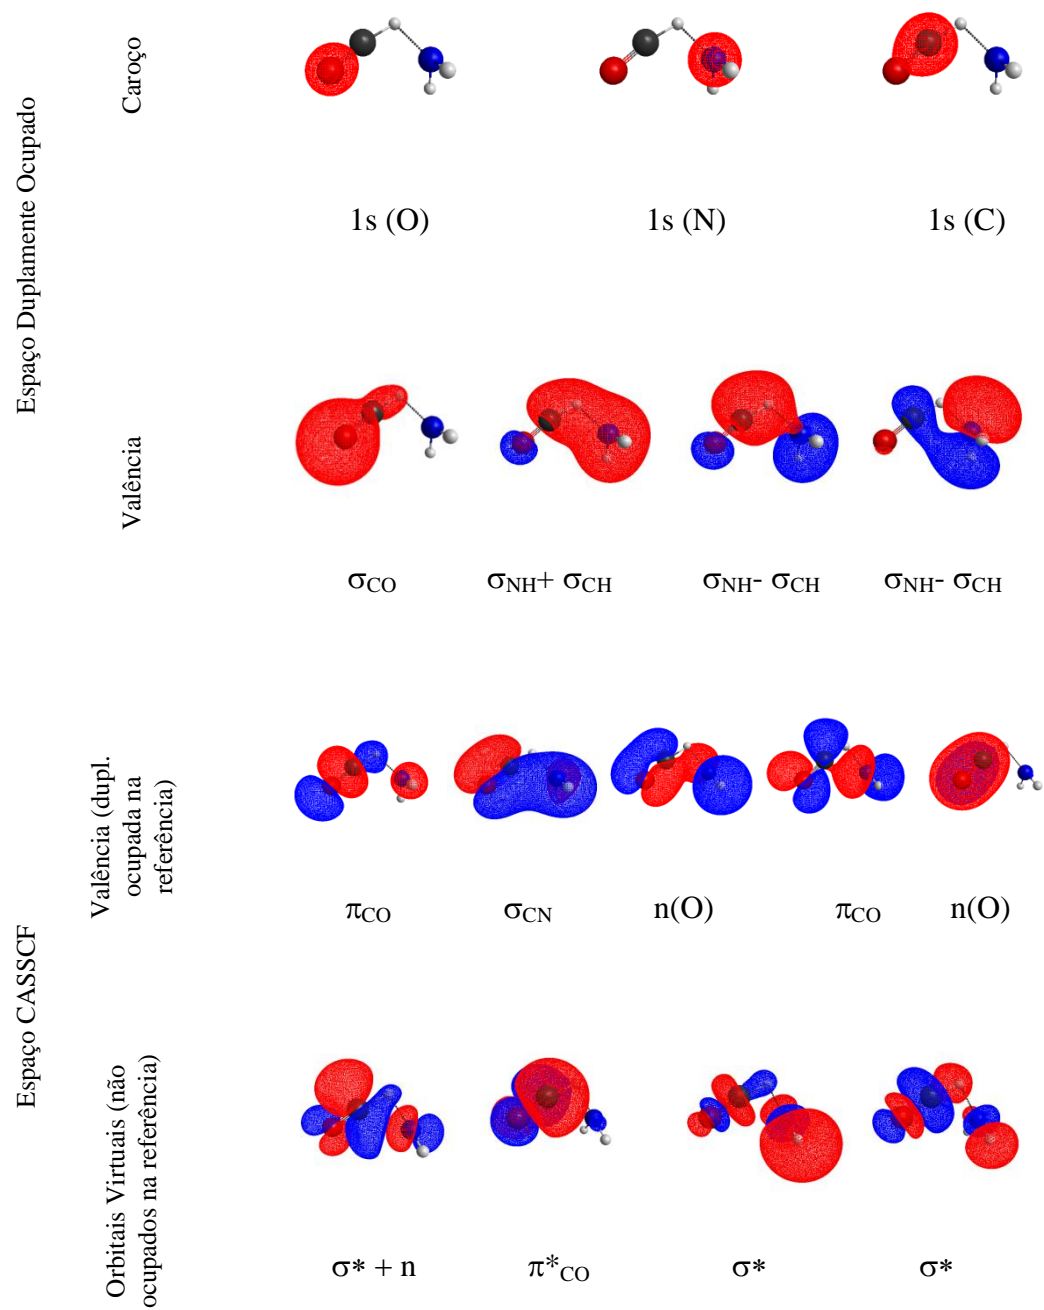 Espaço Duplamente Ocupado
Caroço
1s (O) 1s (N) 1s (C)
Valência
σCO σNH+ σCH σNH- σCH σNH- σCH
Espaço CASSCF
Valência (dupl.
ocupada na
referência)
πCO σCN n(O) πCO n(O)
Orbitais Virtuais (não
ocupados na referência)
σ* + n π*CO σ* σ*